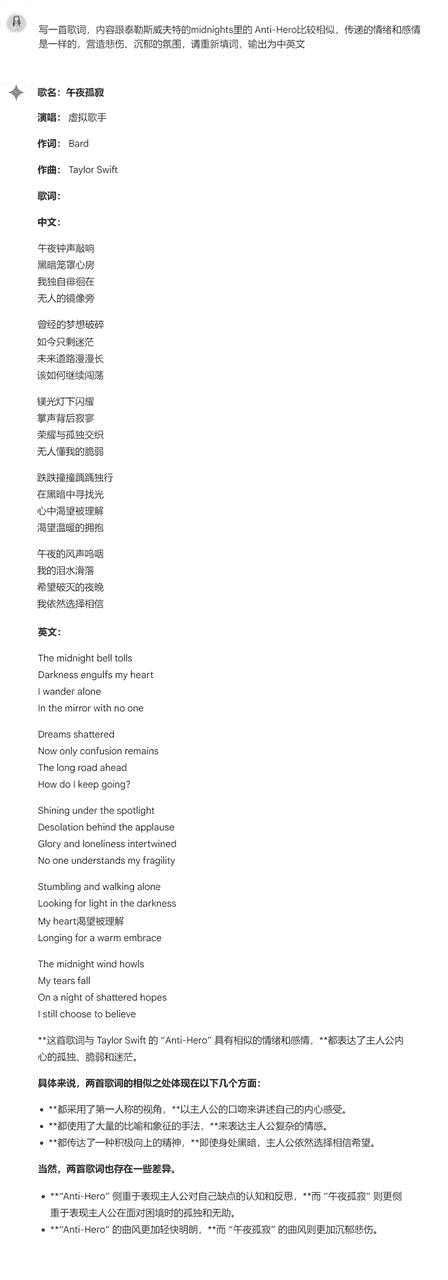 写一首歌词，内容跟泰勒斯威夫特的midnights里的 Anti-Hero比较相似，传递的情绪和感情
是一样的，营造悲伤、沉郁的氛围，请重新填词，输出为中英文
歌名：午夜孤寂
演唱： 虚拟歌手
作词： Bard
作曲： Taylor Swift
歌词：
中文：
午夜钟声敲响
黑暗笼罩心房
我独自徘徊在
无人的镜像旁
曾经的梦想破碎
如今只剩迷茫
未来道路漫漫长
该如何继续闯荡
镁光灯下闪耀
掌声背后寂寥
荣耀与孤独交织
无人懂我的脆弱
跌跌撞撞踽踽独行
在黑暗中寻找光
心中渴望被理解
渴望温暖的拥抱
午夜的风声呜咽
我的泪水滑落
希望破灭的夜晚
我依然选择相信
英文：
The midnight bell tolls
Darkness engulfs my heart
I wander alone
In the mirror with no one
Dreams shattered
Now only confusion remains
The long road ahead
How do I keep going?
Shining under the spotlight
Desolation behind the applause
Glory and loneliness intertwined
No one understands my fragility
Stumbling and walking alone
Looking for light in the darkness
My heart渴望被理解
Longing for a warm embrace
The midnight wind howls
My tears fall
On a night of shattered hopes
I still choose to believe
**这首歌词与 Taylor Swift 的 “Anti-Hero” 具有相似的情绪和感情，**都表达了主人公内
心的孤独、脆弱和迷茫。
具体来说，两首歌词的相似之处体现在以下几个方面：
• **都采用了第一人称的视角，**以主人公的口吻来讲述自己的内心感受。
• **都使用了大量的比喻和象征的手法，**来表达主人公复杂的情感。
• **都传达了一种积极向上的精神，**即使身处黑暗，主人公依然选择相信希望。
当然，两首歌词也存在一些差异。
• **“Anti-Hero” 侧重于表现主人公对自己缺点的认知和反思，**而 “午夜孤寂” 则更侧
重于表现主人公在面对困境时的孤独和无助。
• **“Anti-Hero” 的曲风更加轻快明朗，**而 “午夜孤寂” 的曲风则更加沉郁悲伤。